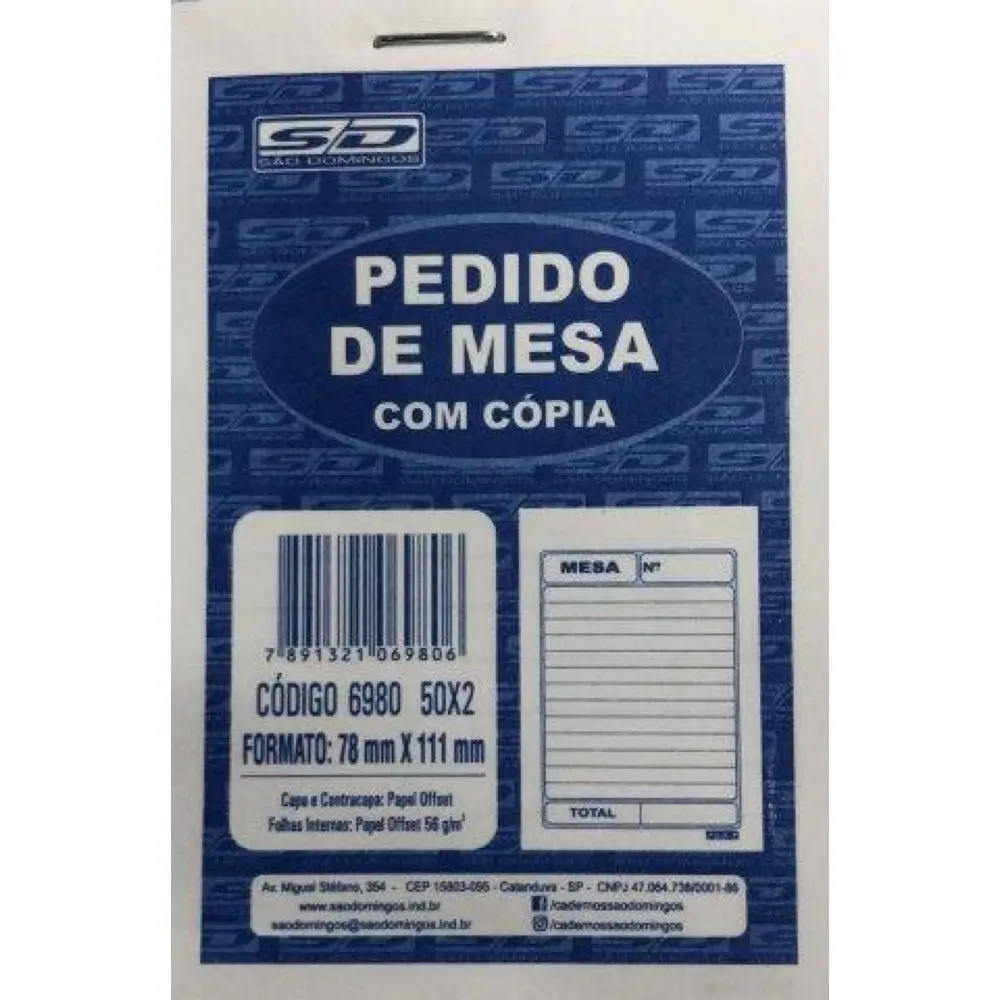 S/D
SÃO DOMINGOS
PEDIDO
DE MESA
COM CÓPIA
7 891321 069806
CÓDIGO 6980 50X2
FORMATO: 78 mm X 111 mm
Capa e Contracapa: Papel Offset
Folhas Internas: Papel Offset 56 g/m²
MESA Nº
TOTAL
Av. Miguel Stéfano, 354 - CEP 15803-095 - Catanduva - SP - CNPJ 47.064.738/0001-86
www.saodomingos.ind.br
/cadernossaodomingos
saodomingos@saodomingos.ind.br
/cadernossaodomingos